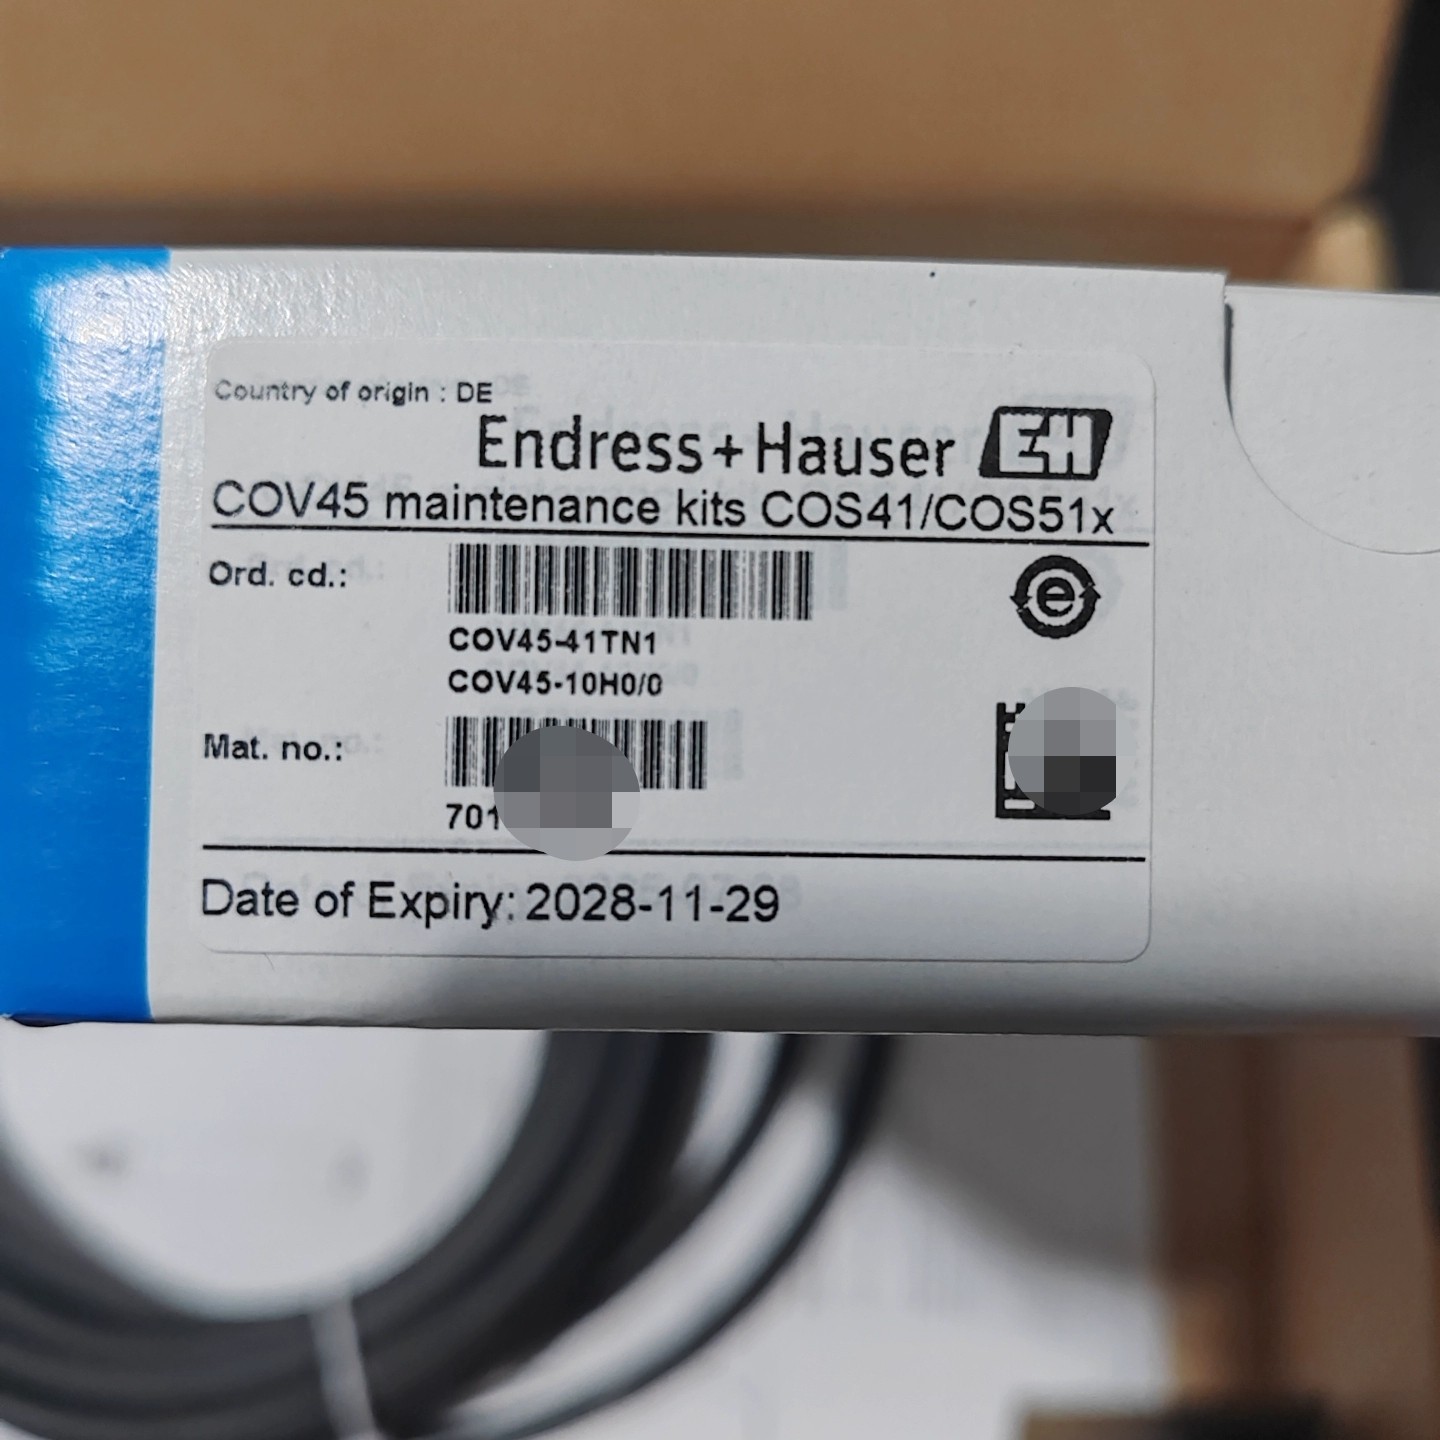 Country of origin : DE
Endress+Hauser EH
COV45 maintenance kits COS41/COS51x
Ord. cd.:
COV45-41TN1
COV45-10H0/0
Mat. no.:
701
Date of Expiry: 2028-11-29